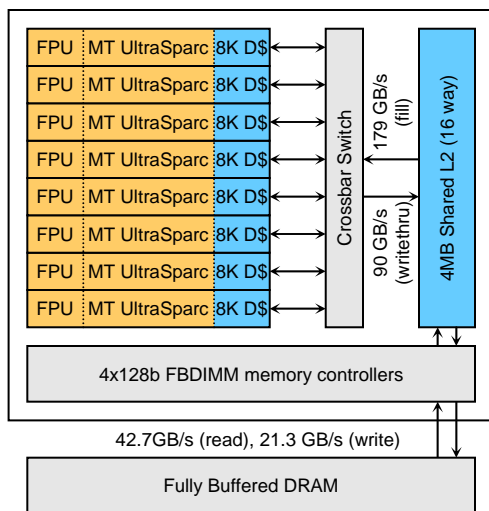 FPU MT UltraSparc 8K D$
FPU MT UltraSparc 8K D$
FPU MT UltraSparc 8K D$
FPU MT UltraSparc 8K D$
FPU MT UltraSparc 8K D$
FPU MT UltraSparc 8K D$
FPU MT UltraSparc 8K D$
FPU MT UltraSparc 8K D$
Crossbar Switch
179 GB/s
(fill)
90 GB/s
(writethru)
4MB Shared L2 (16 way)
4x128b FBDIMM memory controllers
42.7GB/s (read), 21.3 GB/s (write)
Fully Buffered DRAM